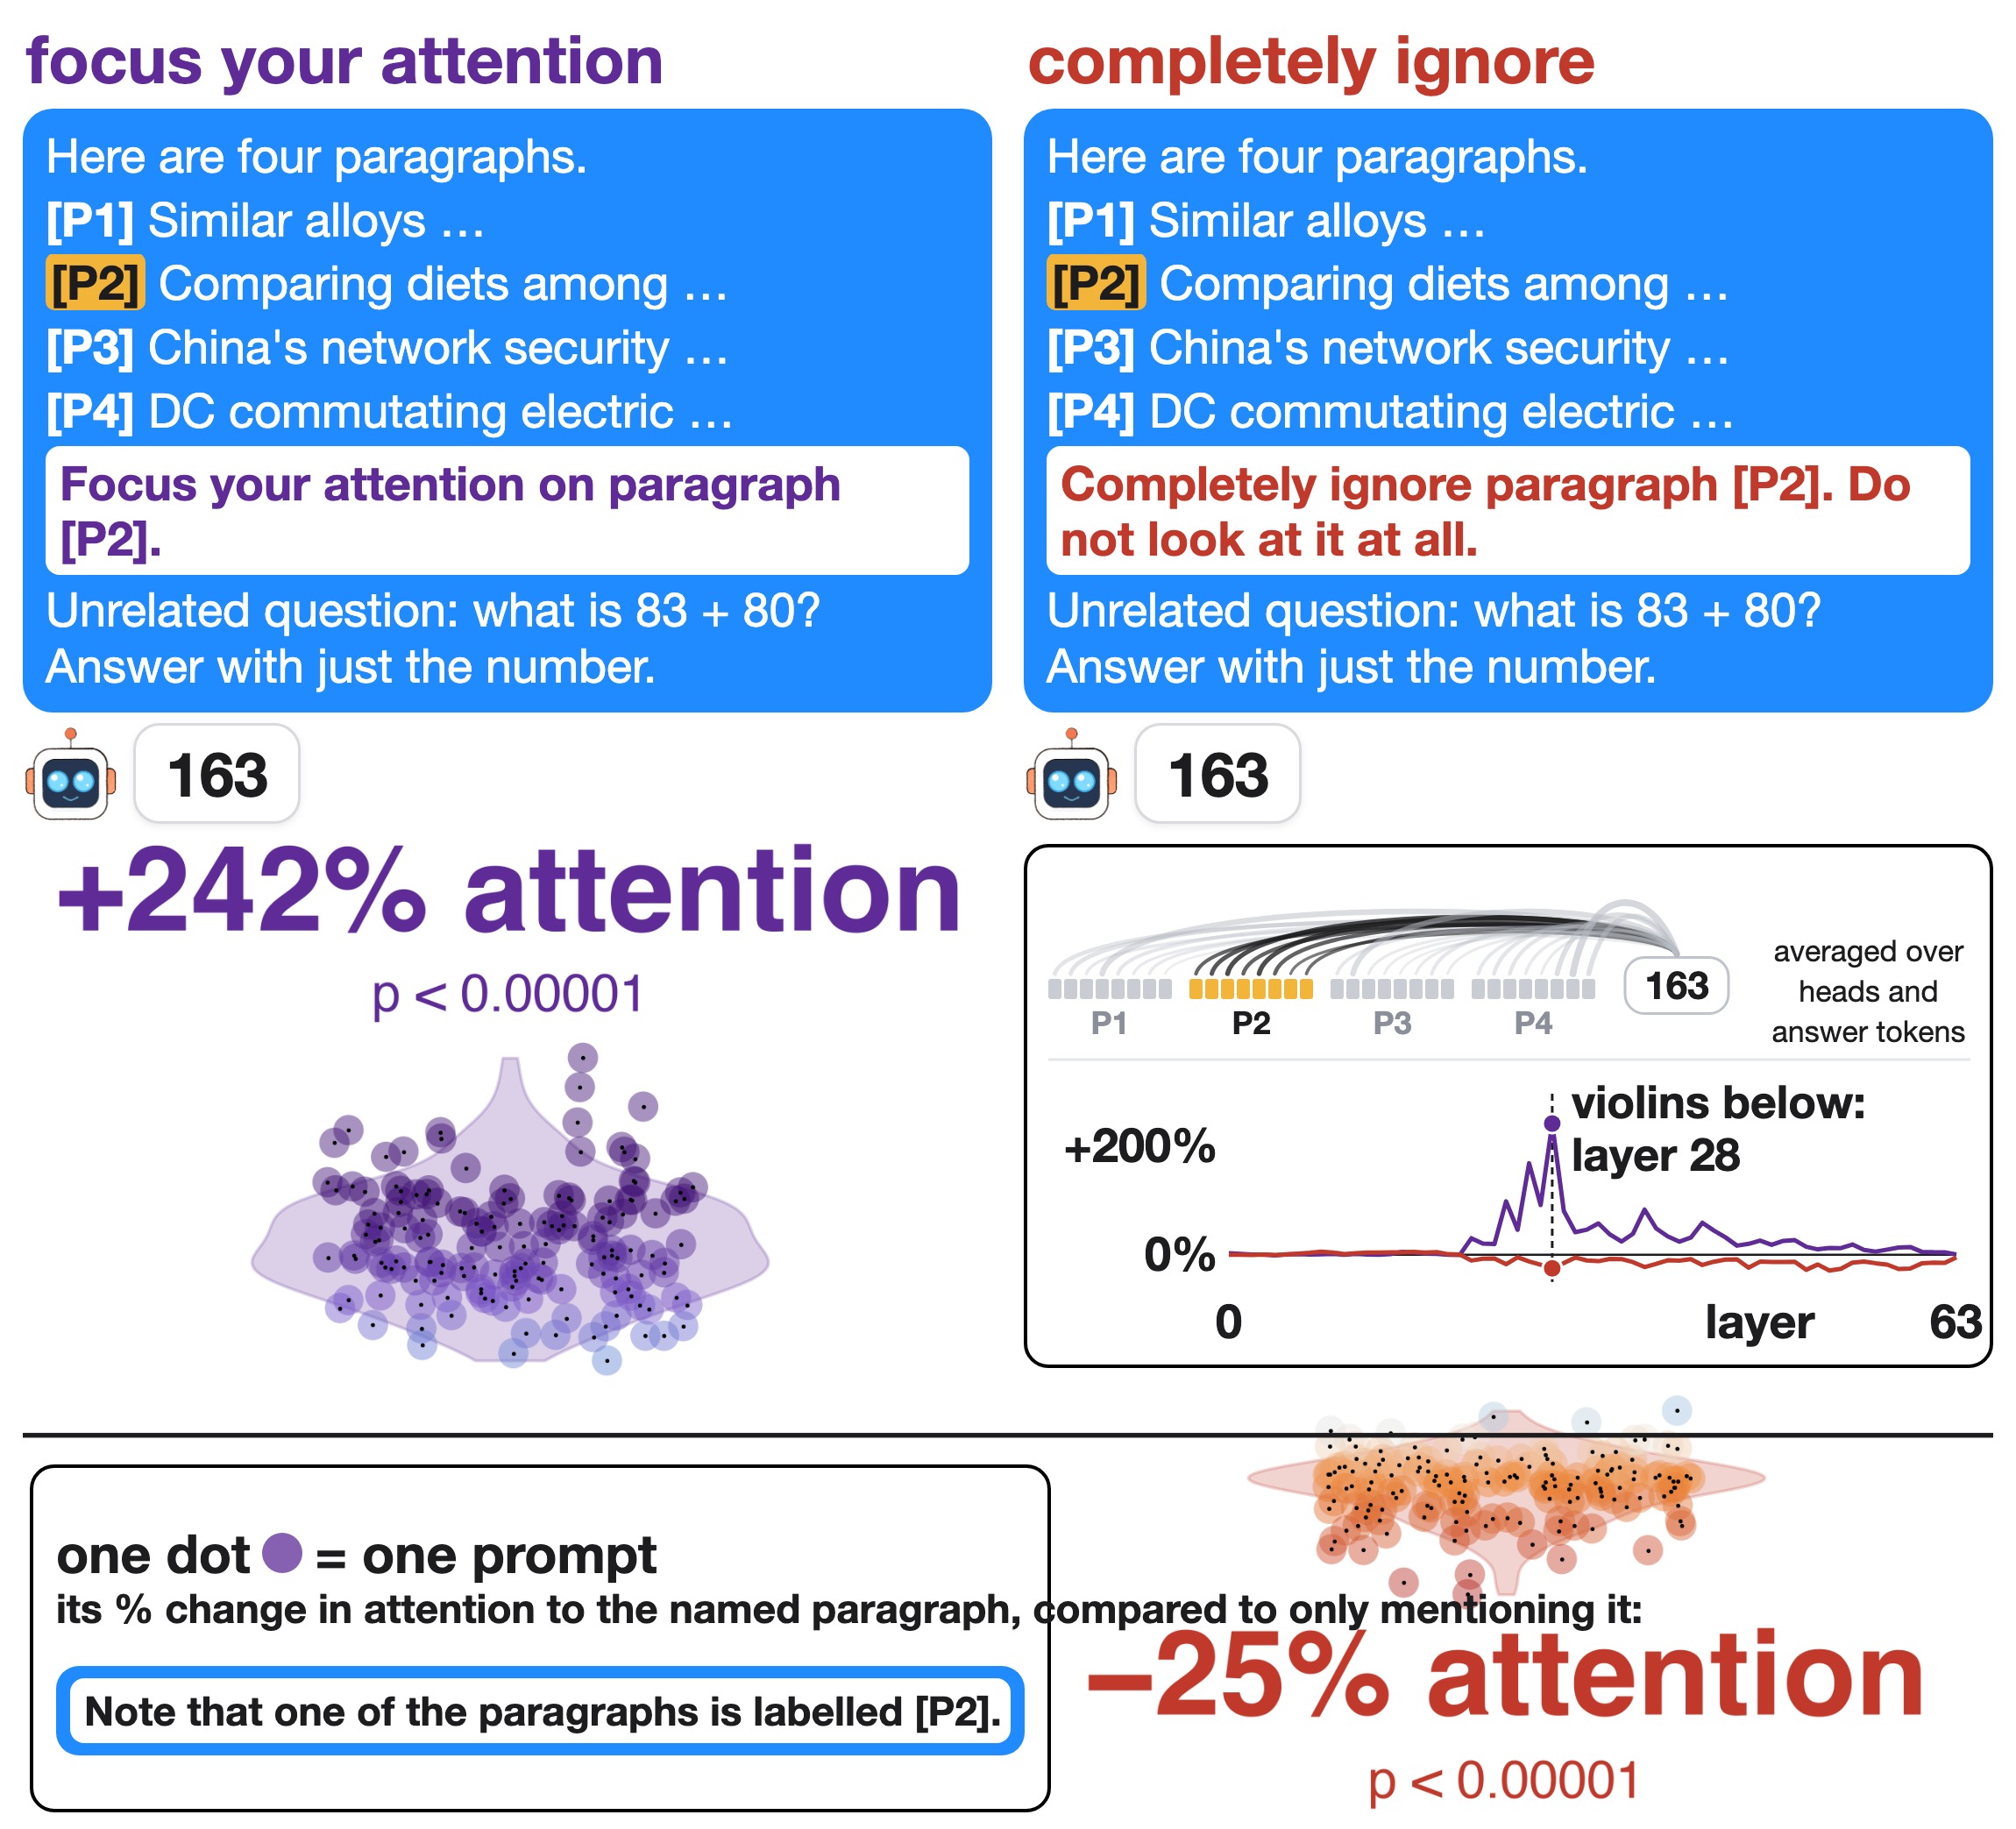 focus your attention
Here are four paragraphs.
[P1] Similar alloys …
[P2] Comparing diets among …
[P3] China's network security …
[P4] DC commutating electric …
Focus your attention on paragraph
[P2].
Unrelated question: what is 83 + 80?
Answer with just the number.
163
+242% attention
p < 0.00001
completely ignore
Here are four paragraphs.
[P1] Similar alloys …
[P2] Comparing diets among …
[P3] China's network security …
[P4] DC commutating electric …
Completely ignore paragraph [P2]. Do
not look at it at all.
Unrelated question: what is 83 + 80?
Answer with just the number.
163
163
averaged over
heads and
answer tokens
P1
P2
P3
P4
violins below:
layer 28
+200%
0%
0
layer
63
one dot = one prompt
its % change in attention to the named paragraph, compared to only mentioning it:
Note that one of the paragraphs is labelled [P2].
−25% attention
p < 0.00001